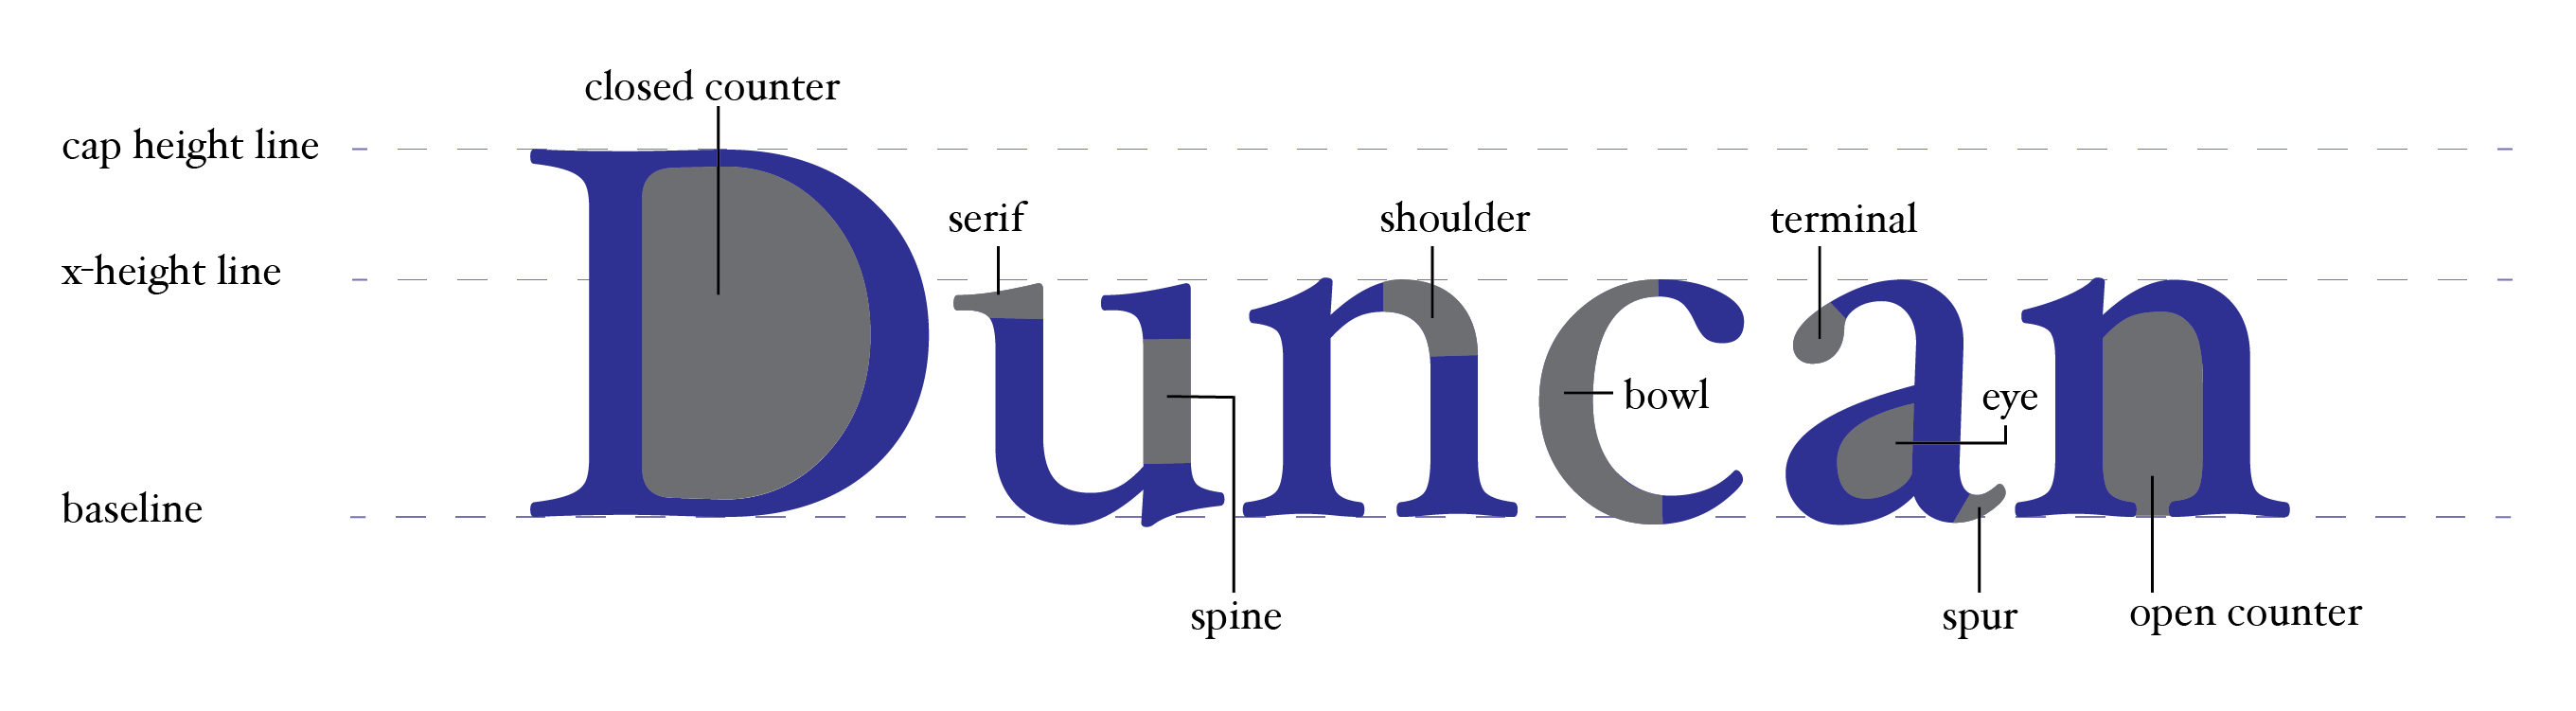 closed counter
cap height line
serif
shoulder
terminal
x-height line
Duncan
bowl
eye
baseline
spine
spur
open counter